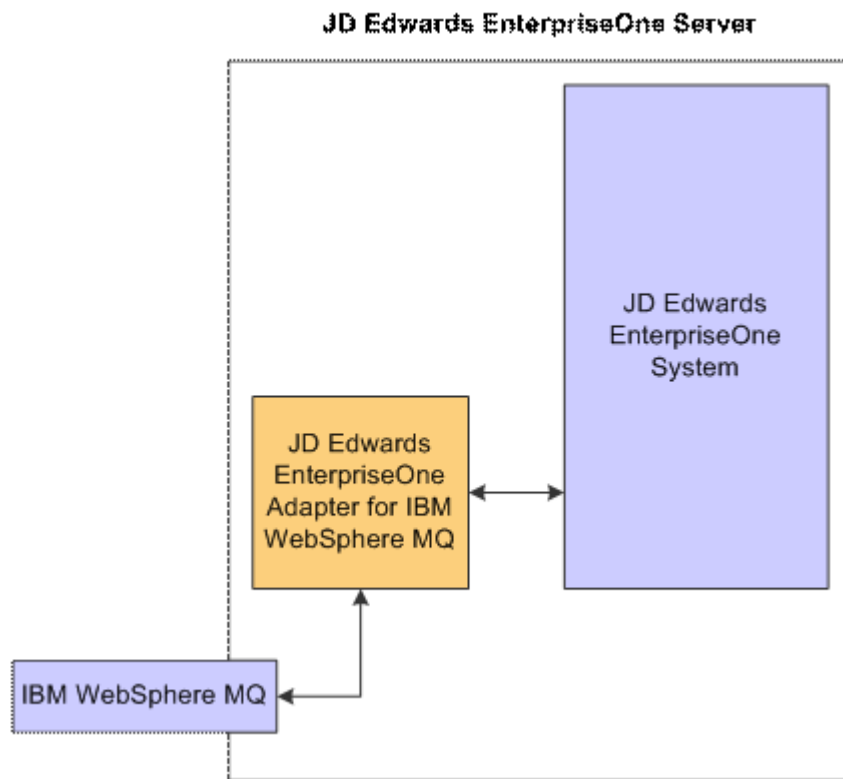 JD Edwards EnterpriseOne Server
JD Edwards
EnterpriseOne
System
JD Edwards
EnterpriseOne
Adapter for IBM
WebSphere MQ
IBM WebSphere MQ